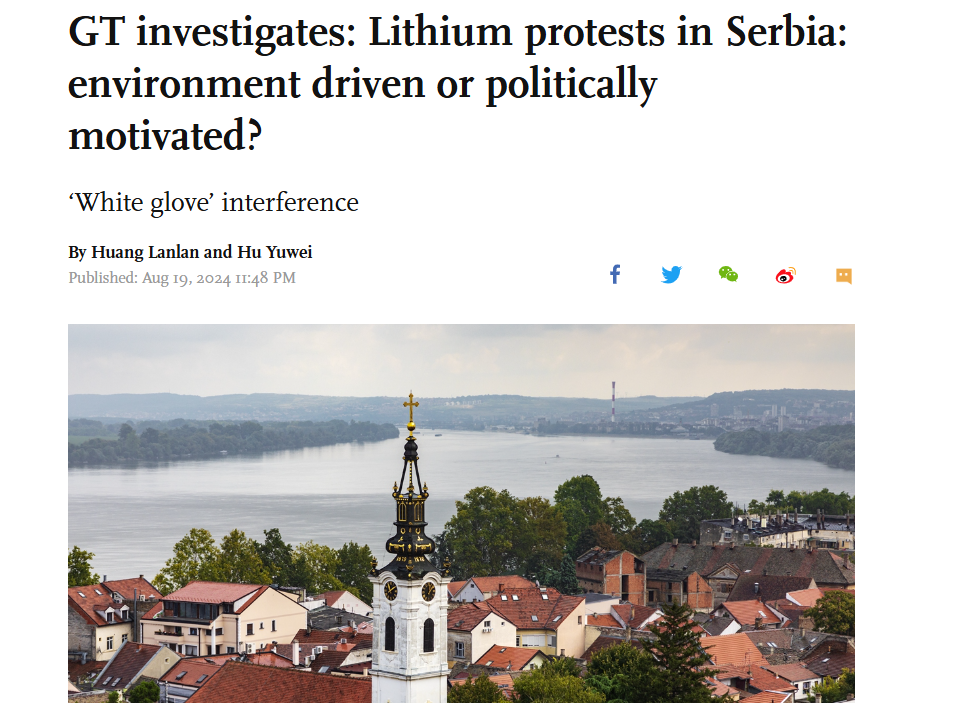 GT investigates: Lithium protests in Serbia:
environment driven or politically
motivated?
‘White glove’ interference
By Huang Lanlan and Hu Yuwei
Published: Aug 19, 2024 11:48 PM